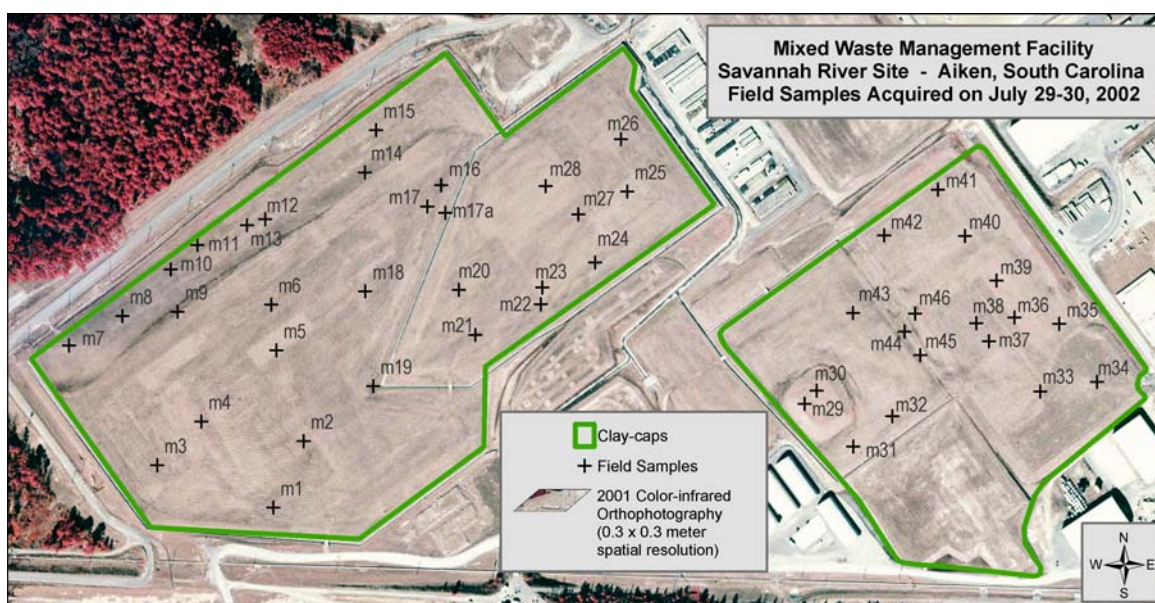 Mixed Waste Management Facility
Savannah River Site - Aiken, South Carolina
Field Samples Acquired on July 29-30, 2002
m15
m26
m14
m16
m28
m25
m41
m17
m17a
m27
m12
m13
m42
m40
m11
m24
m10
m18
m20
m23
m39
m8
m9
m6
m22
m43
m46
m38
m36
m35
m7
m5
m21
m44
m45
m37
m19
m30
m34
m33
m4
m29
m32
m2
m3
m31
m1
Clay-caps
Field Samples
2001 Color-infrared
Orthophotography
(0.3 x 0.3 meter
spatial resolution)
N
W
E
S